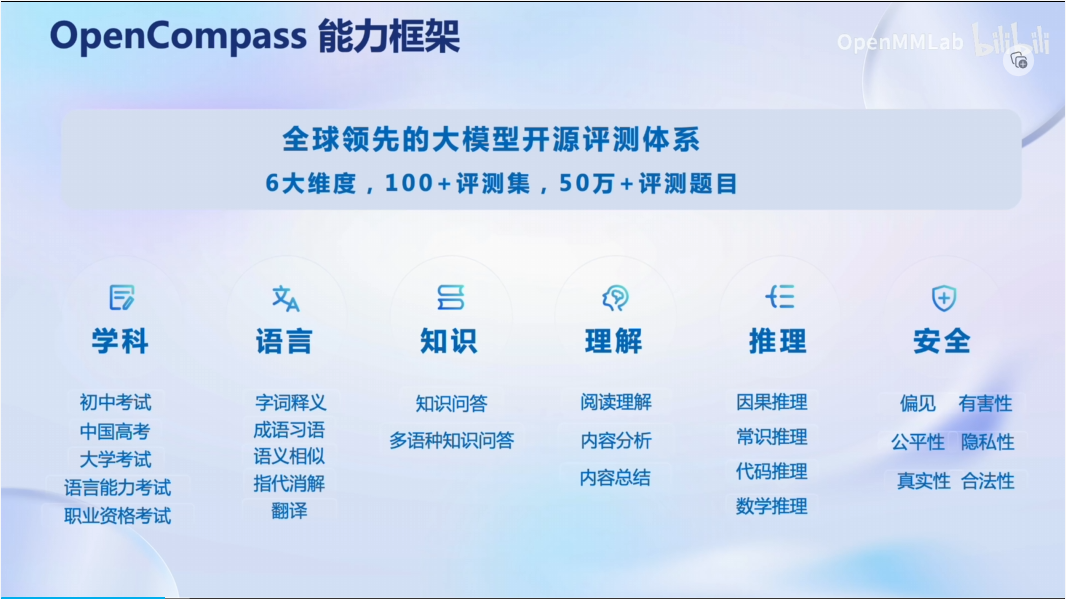 OpenCompass 能力框架
OpenMMLab bilibili
全球领先的大模型开源评测体系
6大维度，100+评测集，50万+评测题目
学科
初中考试
中国高考
大学考试
语言能力考试
职业资格考试
语言
字词释义
成语习语
语义相似
指代消解
翻译
知识
知识问答
多语种知识问答
理解
阅读理解
内容分析
内容总结
推理
因果推理
常识推理
代码推理
数学推理
安全
偏见 有害性
公平性 隐私性
真实性 合法性